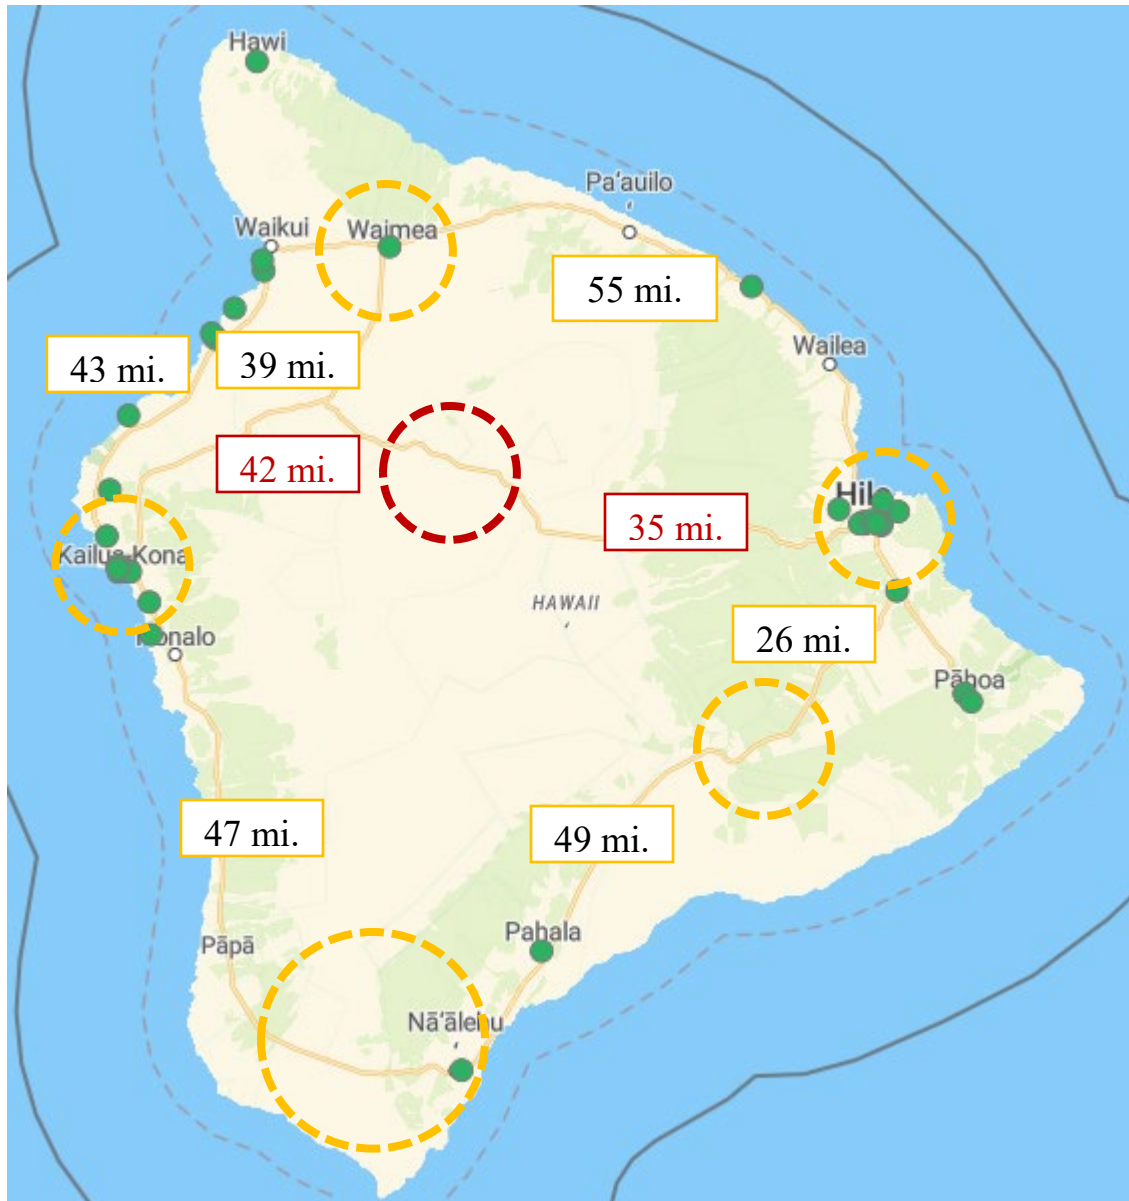 Hawi
Pa'auilo
Waikui
Waimea
55 mi.
Wailea
43 mi.
39 mi.
42 mi.
Hilo
35 mi.
Kailua-Kona
HAWAII
Honalo
26 mi.
Pāhoa
47 mi.
49 mi.
Pahala
Pāpā
Nā'ālehu